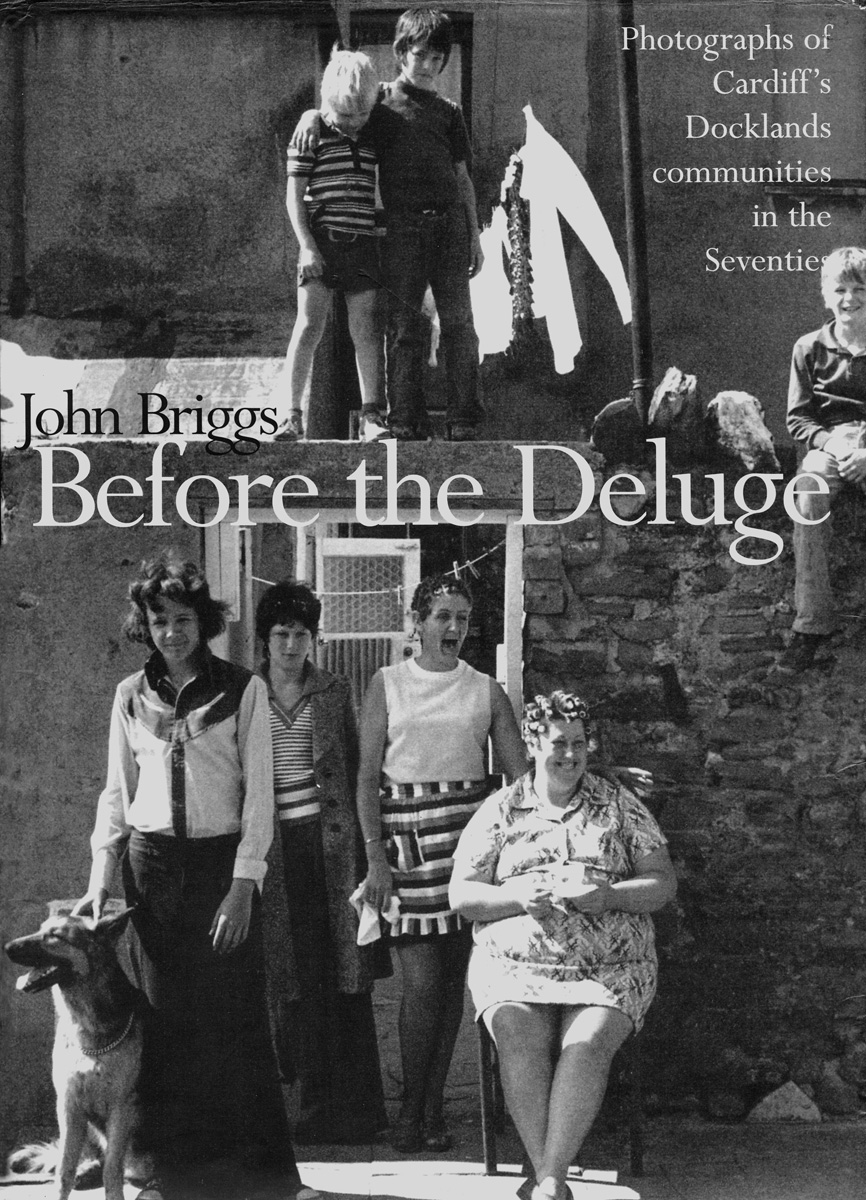 Photographs of
Cardiff's
Docklands
communities
in the
Seventies
John Briggs
Before the Deluge